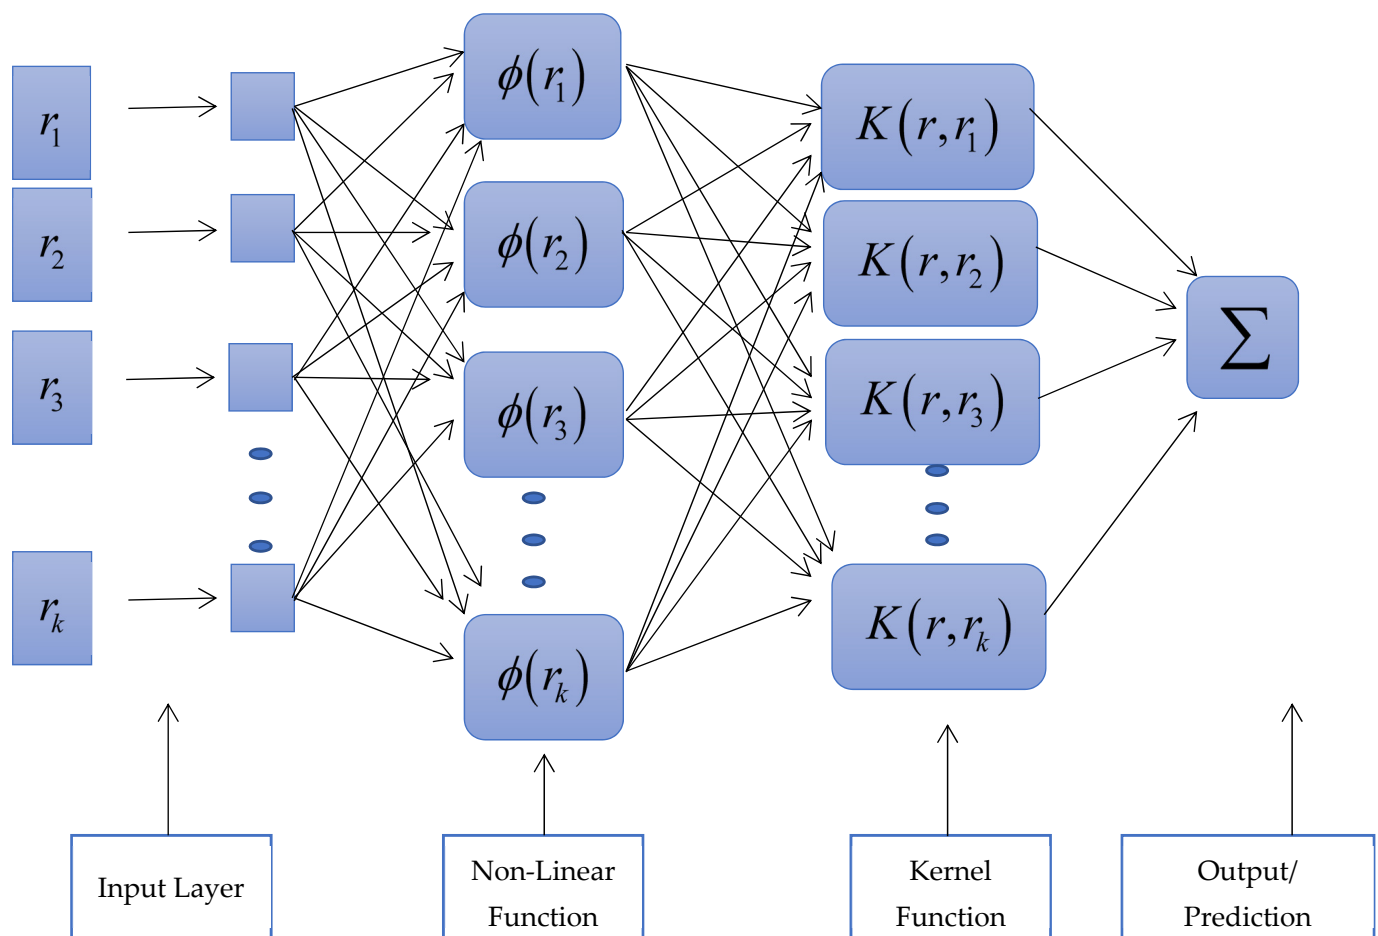 r₁
r₂
r₃
rₖ
ϕ(r₁)
ϕ(r₂)
ϕ(r₃)
ϕ(rₖ)
K(r,r₁)
K(r,r₂)
K(r,r₃)
K(r,rₖ)
∑
Input Layer
Non-Linear
Function
Kernel
Function
Output/
Prediction